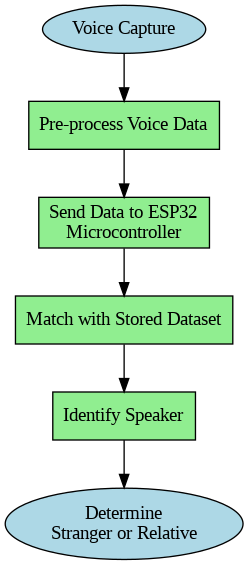 Voice Capture
Pre-process Voice Data
Send Data to ESP32
Microcontroller
Match with Stored Dataset
Identify Speaker
Determine
Stranger or Relative